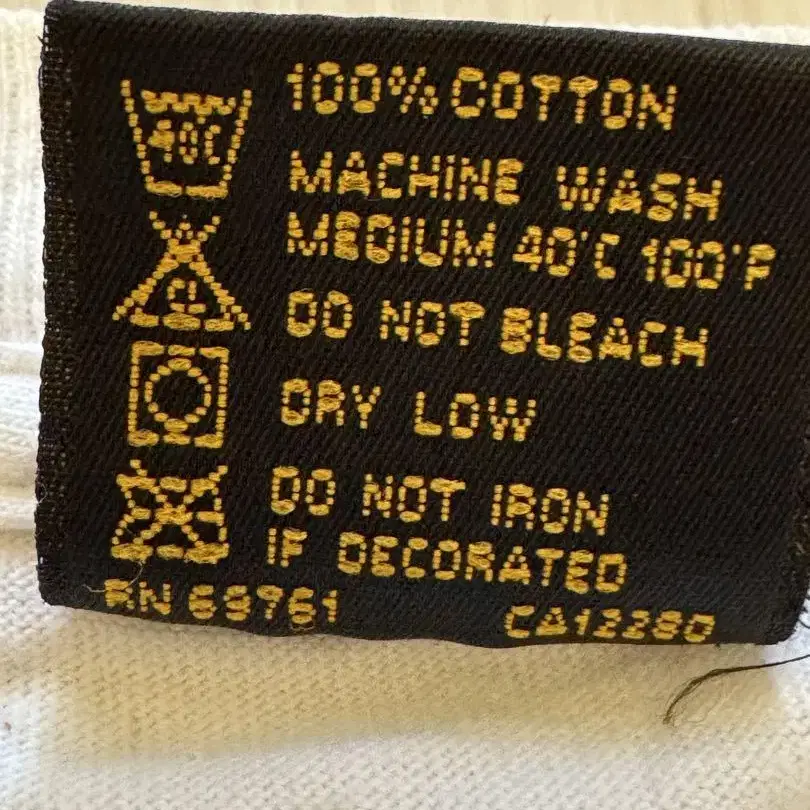 100% COTTON
40C
MACHINE WASH
MEDIUM 40°C 100°F
DO NOT BLEACH
DRY LOW
DO NOT IRON
IF DECORATED
RN 69761 CA12280